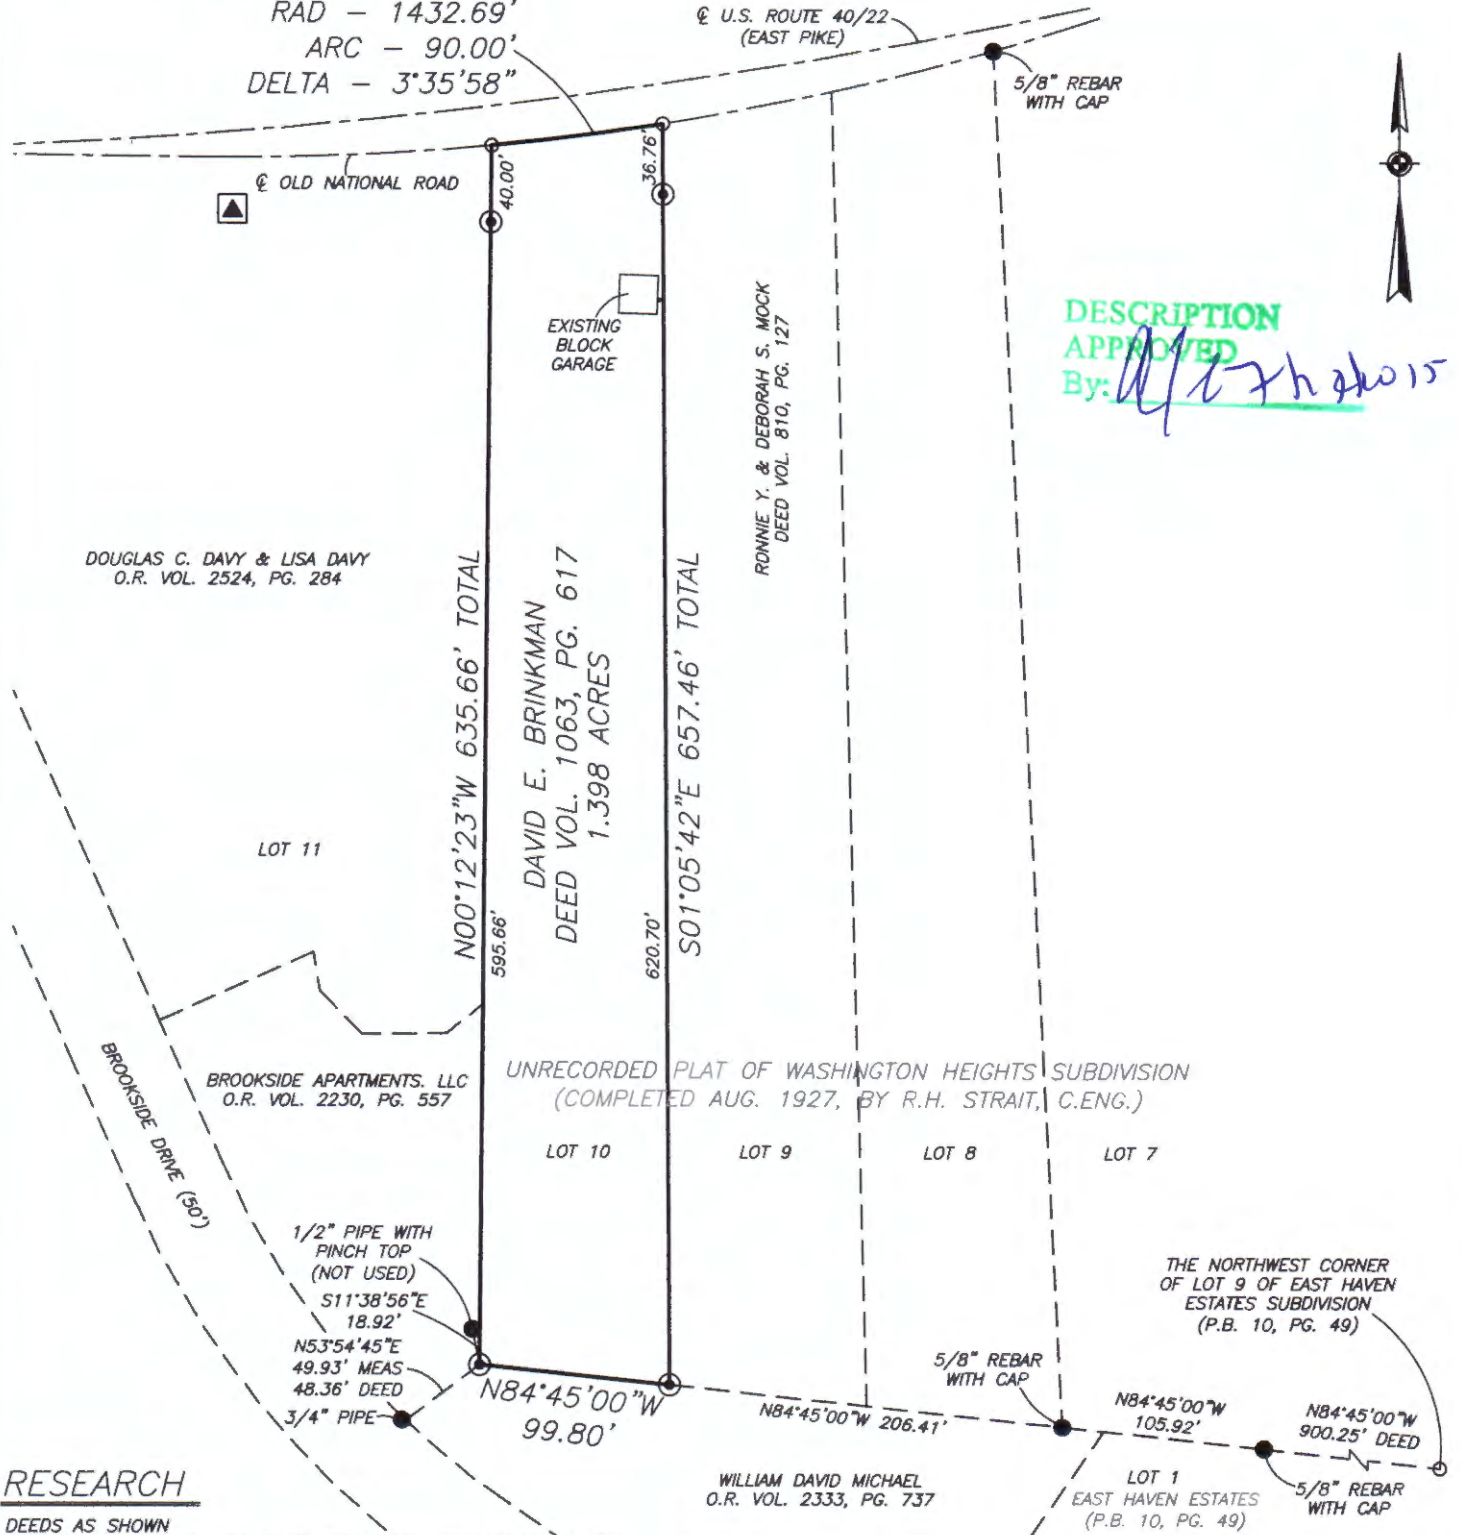 RAD – 1432.69'
ARC – 90.00'
DELTA – 3°35'58"
℄ U.S. ROUTE 40/22
(EAST PIKE)
5/8" REBAR
WITH CAP
℄ OLD NATIONAL ROAD
40.00'
36.76'
EXISTING
BLOCK
GARAGE
RONNIE Y. & DEBORAH S. MOCK
DEED VOL. 810, PG. 127
DESCRIPTION
APPROVED
By:
DOUGLAS C. DAVY & LISA DAVY
O.R. VOL. 2524, PG. 284
N00°12'23"W 635.66' TOTAL
595.66'
DAVID E. BRINKMAN
DEED VOL. 1063, PG. 617
1.398 ACRES
S01°05'42"E 657.46' TOTAL
620.70'
LOT 11
BROOKSIDE DRIVE (50')
BROOKSIDE APARTMENTS. LLC
O.R. VOL. 2230, PG. 557
UNRECORDED PLAT OF WASHINGTON HEIGHTS SUBDIVISION
(COMPLETED AUG. 1927, BY R.H. STRAIT, C.ENG.)
LOT 10
LOT 9
LOT 8
LOT 7
1/2" PIPE WITH
PINCH TOP
(NOT USED)
S11°38'56"E
18.92'
N53°54'45"E
49.93' MEAS
48.36' DEED
3/4" PIPE
N84°45'00"W
99.80'
N84°45'00"W 206.41'
5/8" REBAR
WITH CAP
N84°45'00"W
105.92'
THE NORTHWEST CORNER
OF LOT 9 OF EAST HAVEN
ESTATES SUBDIVISION
(P.B. 10, PG. 49)
N84°45'00"W
900.25' DEED
5/8" REBAR
WITH CAP
WILLIAM DAVID MICHAEL
O.R. VOL. 2333, PG. 737
LOT 1
EAST HAVEN ESTATES
(P.B. 10, PG. 49)
RESEARCH
DEEDS AS SHOWN